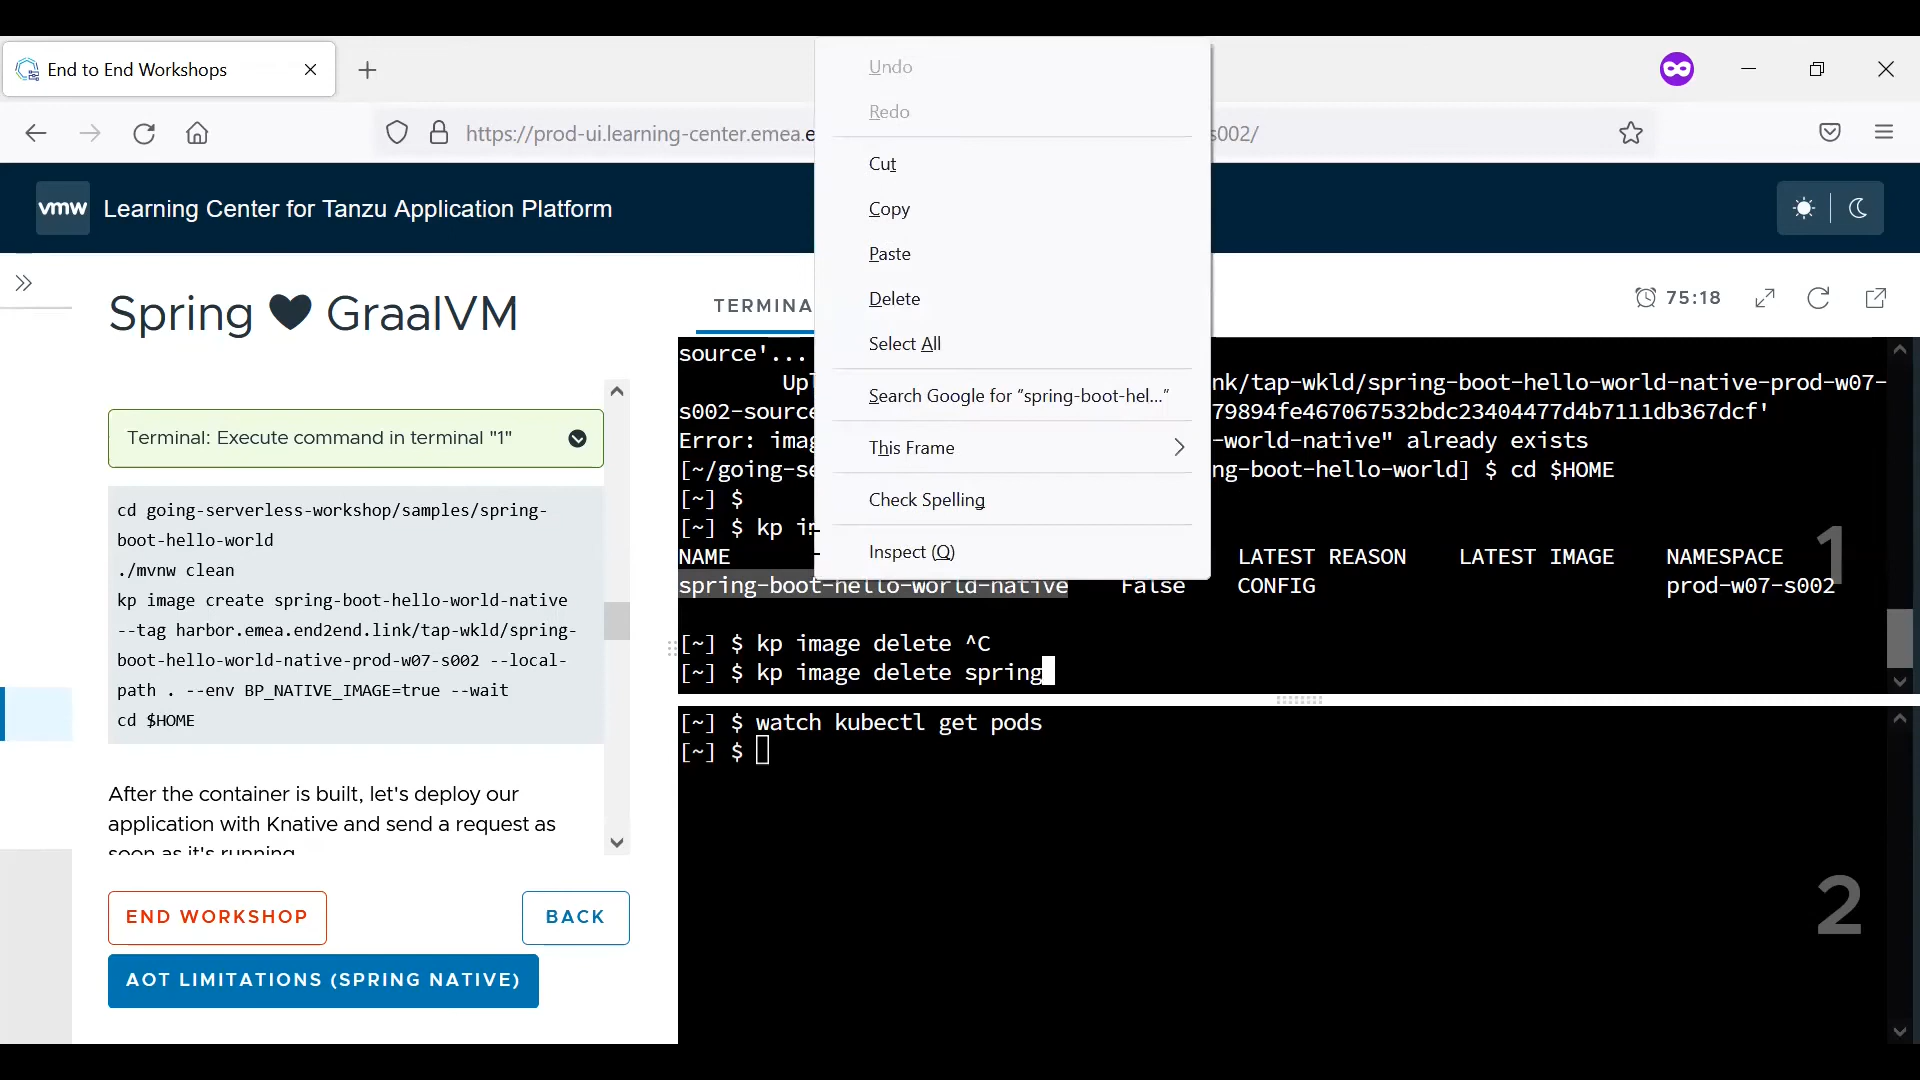 End to End Workshops
https://prod-ui.learning-center.emea.e
s002/
vmw
Learning Center for Tanzu Application Platform
Undo
Redo
Cut
Copy
Paste
Delete
Select All
Search Google for “spring-boot-hel...”
This Frame
Check Spelling
Inspect (Q)
Spring ♥ GraalVM
Terminal: Execute command in terminal "1"
cd going-serverless-workshop/samples/spring-
boot-hello-world
./mvnw clean
kp image create spring-boot-hello-world-native
--tag harbor.emea.end2end.link/tap-wkld/spring-
boot-hello-world-native-prod-w07-s002 --local-
path . --env BP_NATIVE_IMAGE=true --wait
cd $HOME
After the container is built, let's deploy our
application with Knative and send a request as
soon as it's running
END WORKSHOP
BACK
AOT LIMITATIONS (SPRING NATIVE)
TERMINA
75:18
source'...
Upl nk/tap-wkld/spring-boot-hello-world-native-prod-w07-
s002-source 79894fe467067532bdc23404477d4b7111db367dcf'
Error: imag -world-native" already exists
[~/going-se ng-boot-hello-world] $ cd $HOME
[~] $
[~] $ kp im
NAME LATEST REASON LATEST IMAGE NAMESPACE
spring-boot-hello-world-native False CONFIG prod-w07-s002
[~] $ kp image delete ^C
[~] $ kp image delete spring
1
[~] $ watch kubectl get pods
[~] $
2